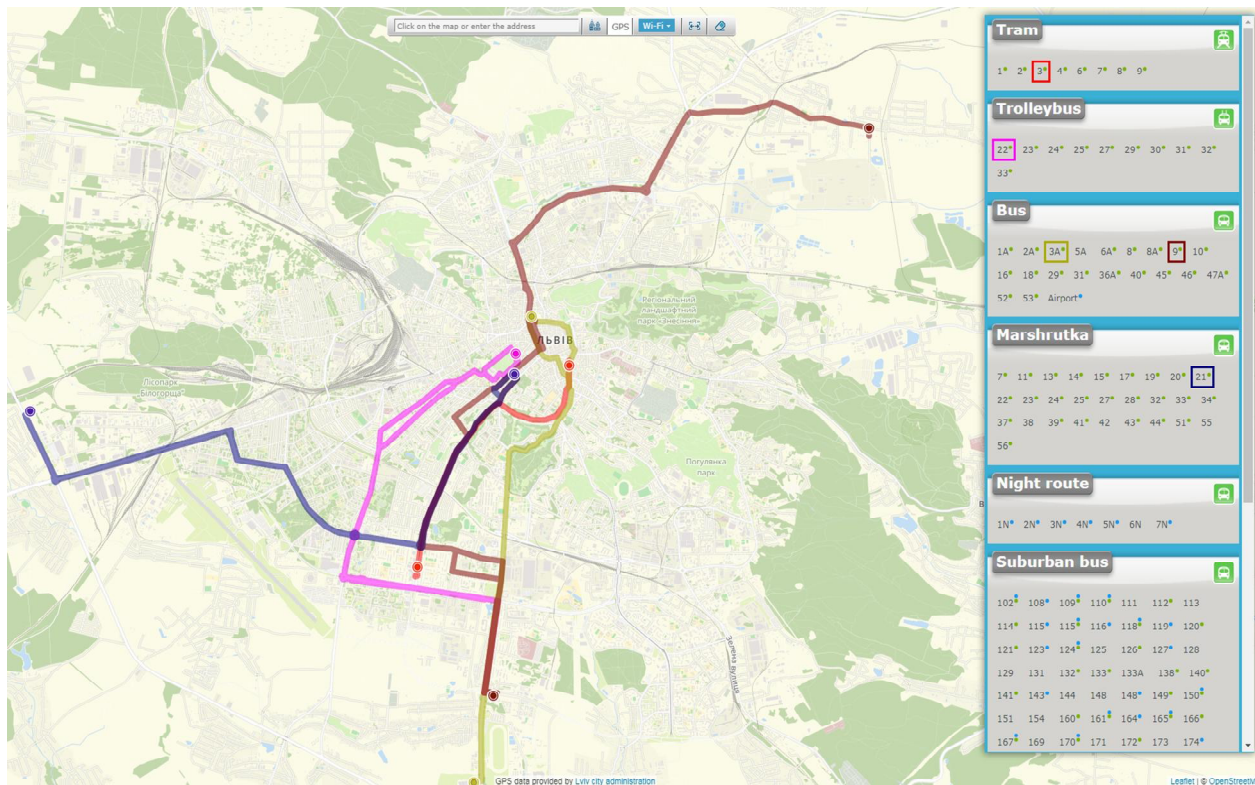 Click on the map or enter the address
GPS
Wi-Fi
Регіональний
ландшафтний
парк «Знесіння»
ЛЬВІВ
Лісопарк
"Білогорща"
Погулянка
парк
Зелена вулиця
GPS data provided by Lviv city administration
Leaflet | © OpenStreetM
Tram
1 2 3 4 6 7 8 9
Trolleybus
22 23 24 25 27 29 30 31 32
33
Bus
1A 2A 3A 5A 6A 8 8A 9 10
16 18 29 31 36A 40 45 46 47A
52 53 Airport
Marshrutka
7 11 13 14 15 17 19 20 21
22 23 24 25 27 28 32 33 34
37 38 39 41 42 43 44 51 55
56
Night route
1N 2N 3N 4N 5N 6N 7N
Suburban bus
102 108 109 110 111 112 113
114 115 115 116 118 119 120
121 123 124 125 126 127 128
129 131 132 133 133A 138 140
141 143 144 148 148 149 150
151 154 160 161 164 165 166
167 169 170 171 172 173 174